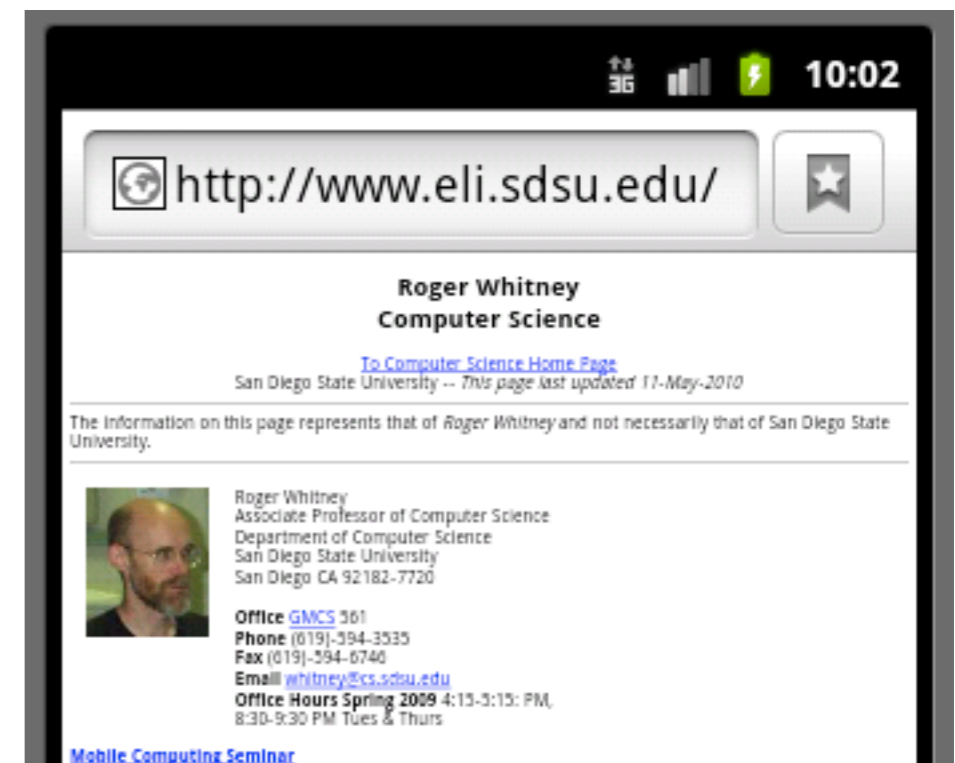 3G 10:02
http://www.eli.sdsu.edu/
Roger Whitney
Computer Science
To Computer Science Home Page
San Diego State University -- This page last updated 11-May-2010
The information on this page represents that of Roger Whitney and not necessarily that of San Diego State
University.
Roger Whitney
Associate Professor of Computer Science
Department of Computer Science
San Diego State University
San Diego CA 92182-7720
Office GMCS 561
Phone (619)-594-3535
Fax (619)-594-6746
Email whitney@cs.sdsu.edu
Office Hours Spring 2009 4:15-5:15: PM,
8:30-9:30 PM Tues & Thurs
Mobile Computing Seminar